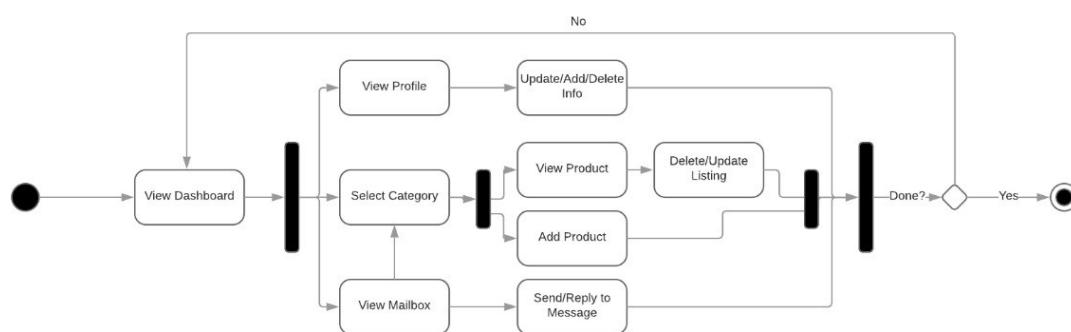 No
View Profile
Update/Add/Delete
Info
View Dashboard
Select Category
View Product
Delete/Update
Listing
Add Product
View Mailbox
Send/Reply to
Message
Done?
Yes